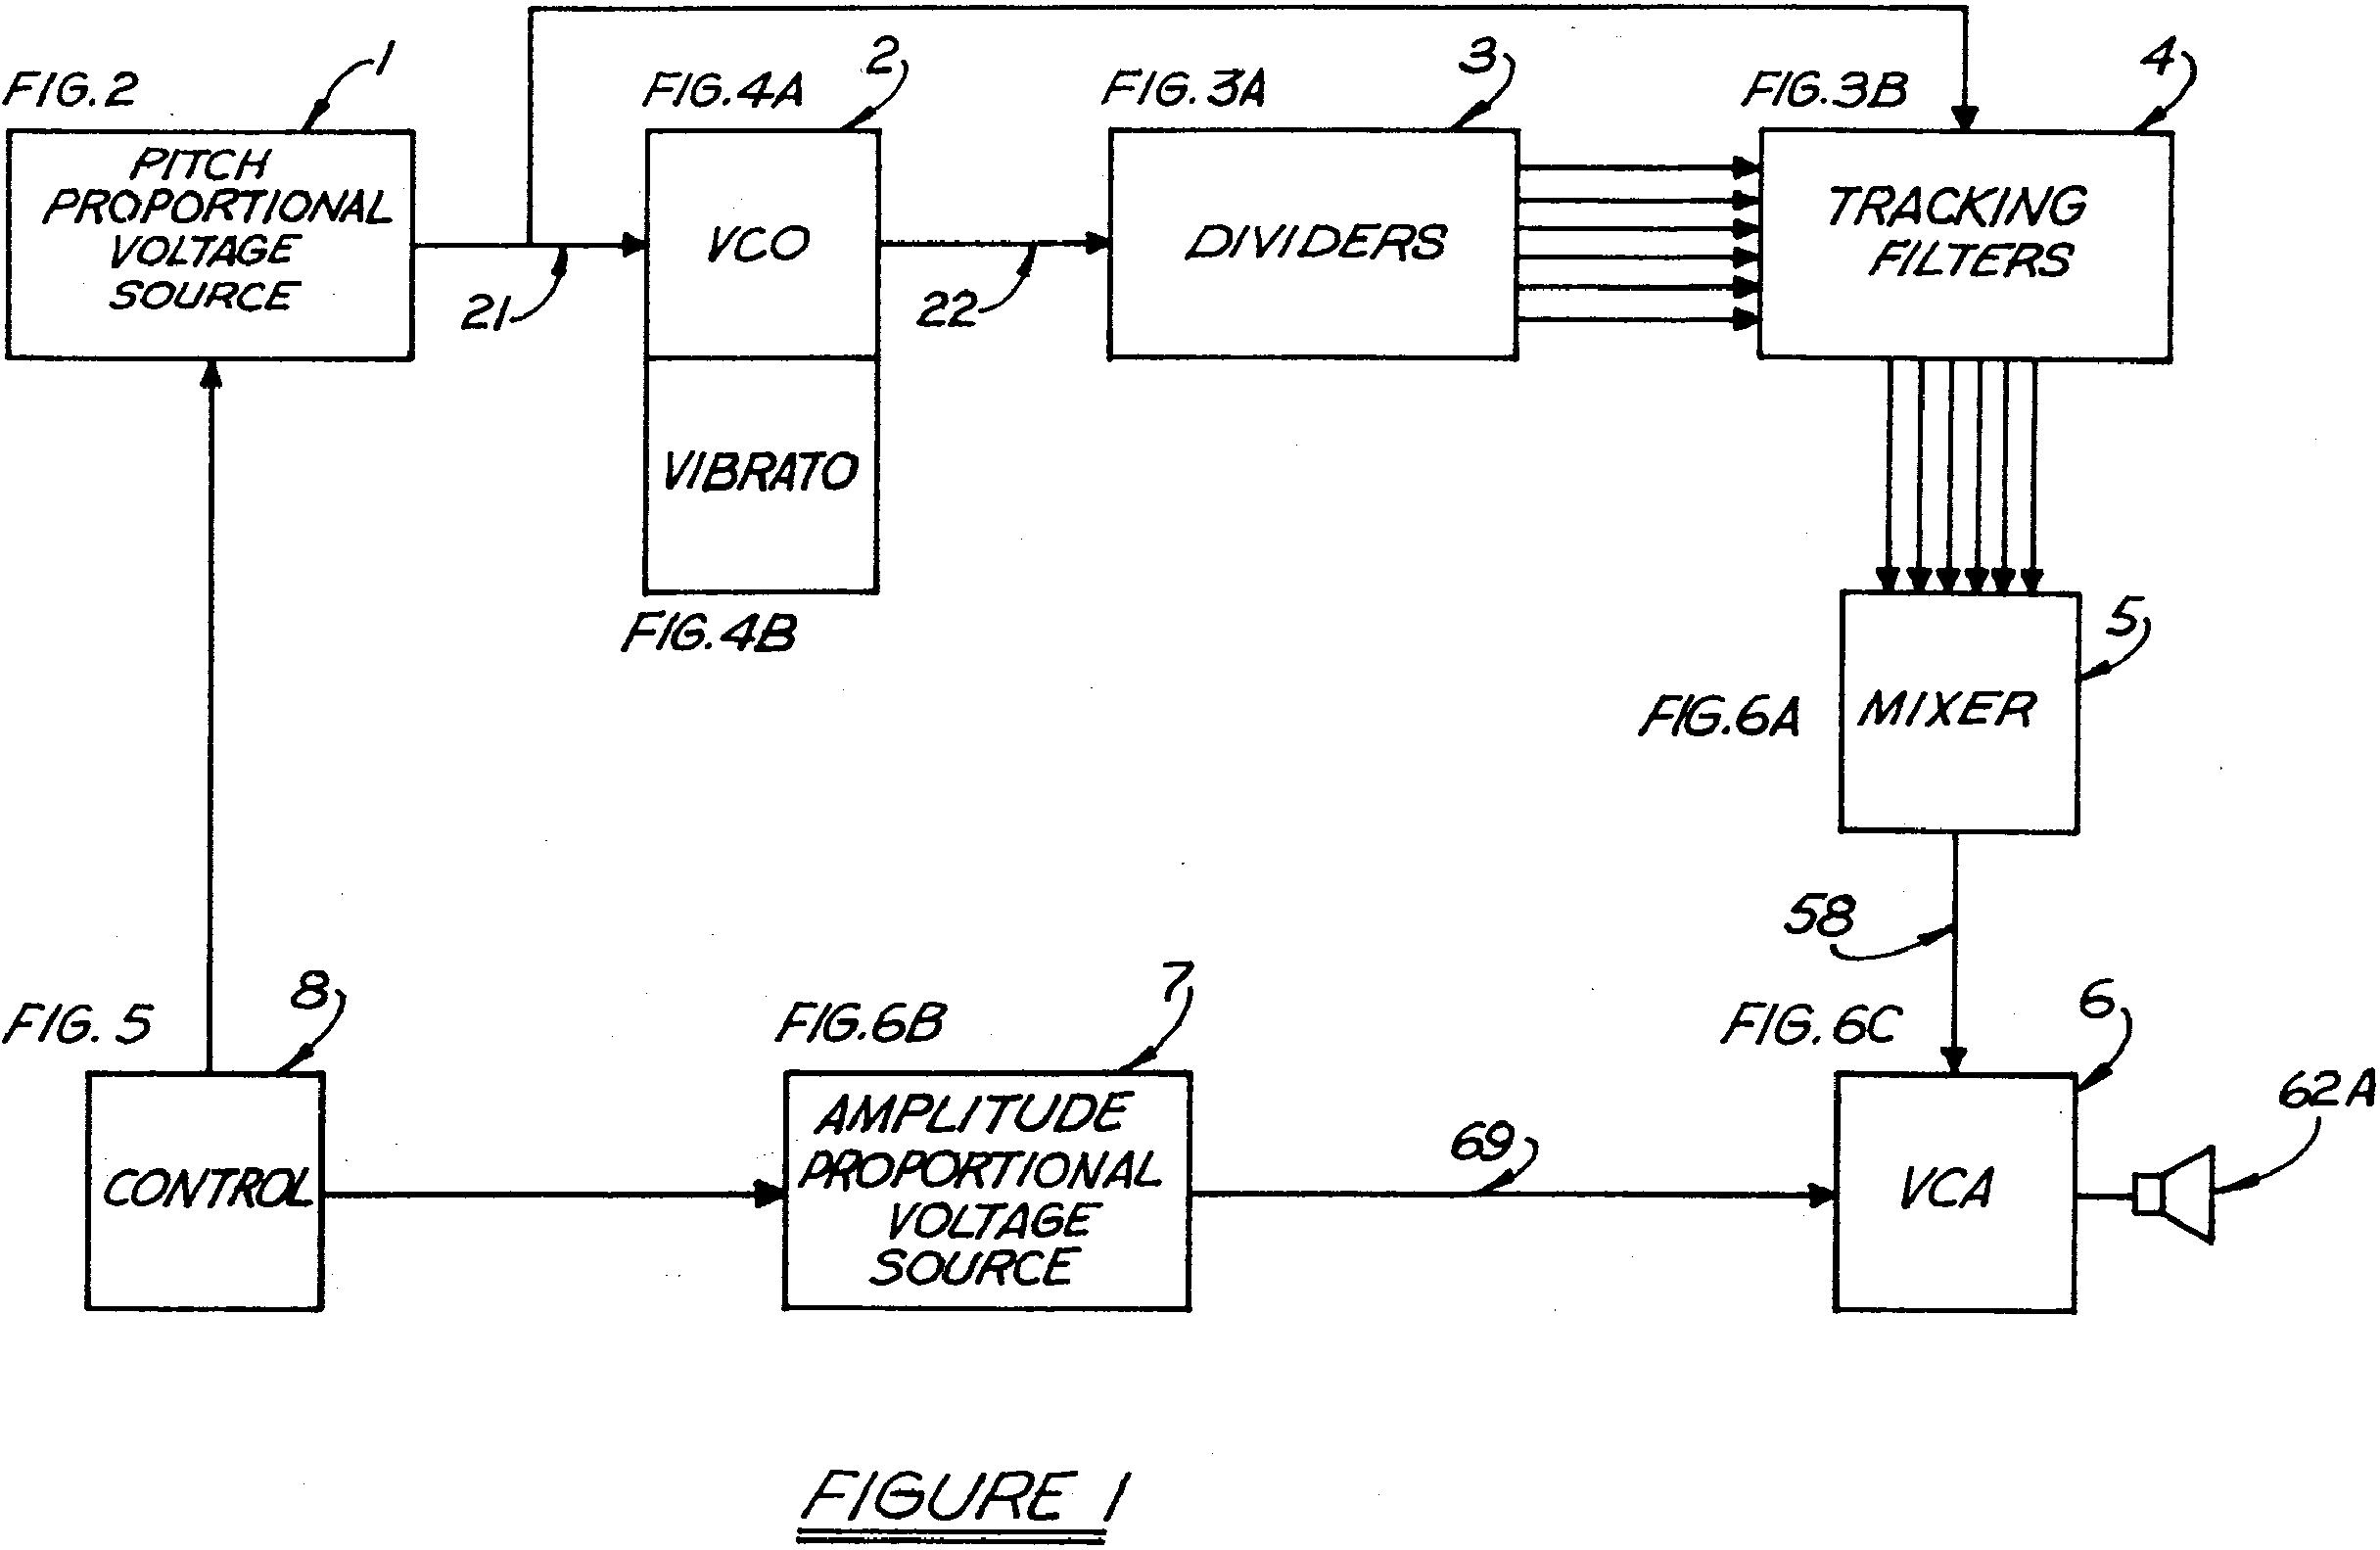 FIG. 2
1
PITCH
PROPORTIONAL
VOLTAGE
SOURCE
21
FIG. 4A
2
VCO
VIBRATO
FIG. 4B
22
FIG. 3A
3
DIVIDERS
FIG. 3B
4
TRACKING
FILTERS
5
FIG. 6A
MIXER
58
FIG. 5
8
CONTROL
FIG. 6B
7
AMPLITUDE
PROPORTIONAL
VOLTAGE
SOURCE
69
FIG. 6C
6
VCA
62A
FIGURE 1